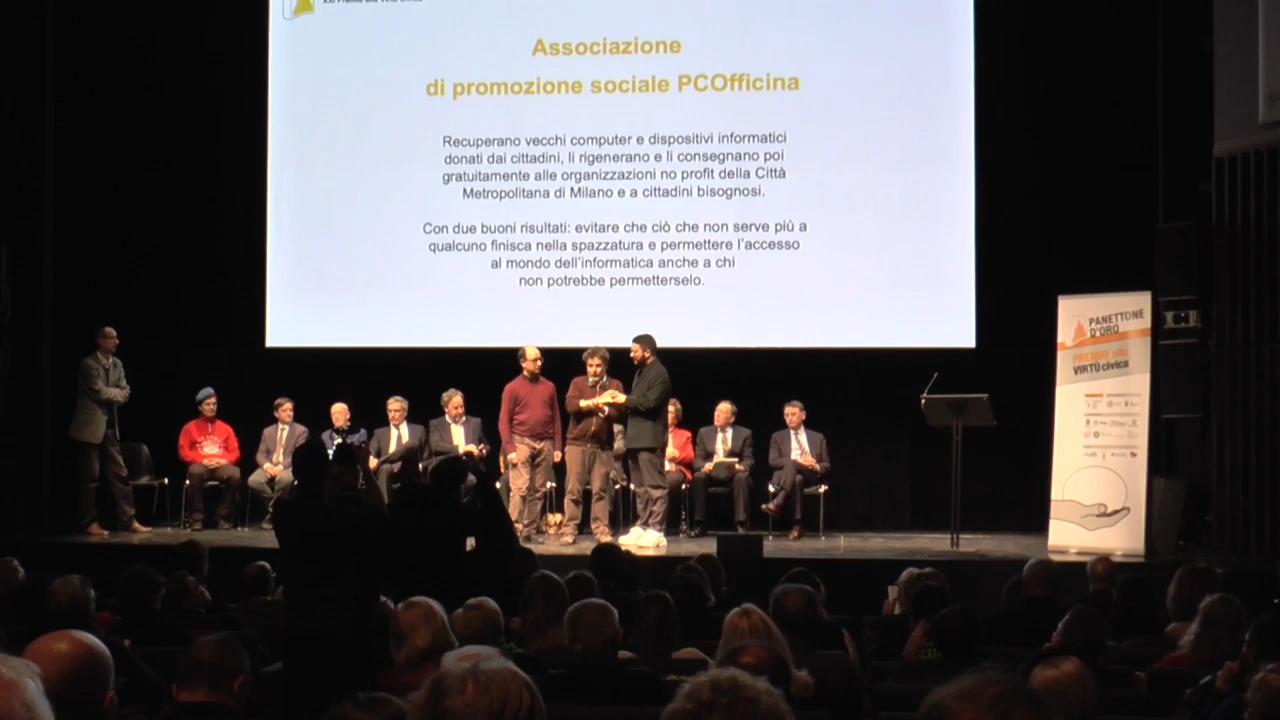 Associazione
di promozione sociale PCOfficina
Recuperano vecchi computer e dispositivi informatici
donati dai cittadini, li rigenerano e li consegnano poi
gratuitamente alle organizzazioni no profit della Città
Metropolitana di Milano e a cittadini bisognosi.
Con due buoni risultati: evitare che ciò che non serve più a
qualcuno finisca nella spazzatura e permettere l'accesso
al mondo dell'informatica anche a chi
non potrebbe permetterselo.
PANETTONE
D'ORO
PREMIO alla
VIRTÙ civica